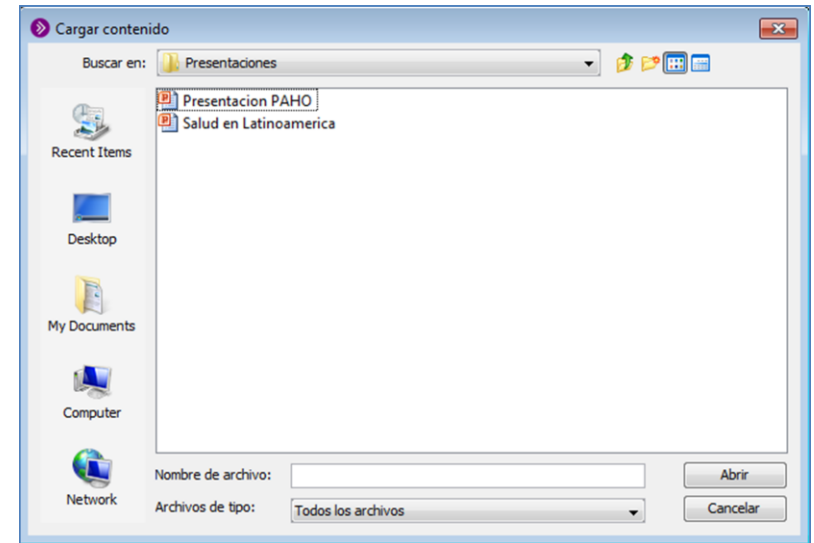 Cargar contenido
Buscar en: Presentaciones
Presentacion PAHO
Salud en Latinoamerica
Recent Items
Desktop
My Documents
Computer
Network
Nombre de archivo:
Abrir
Archivos de tipo: Todos los archivos
Cancelar